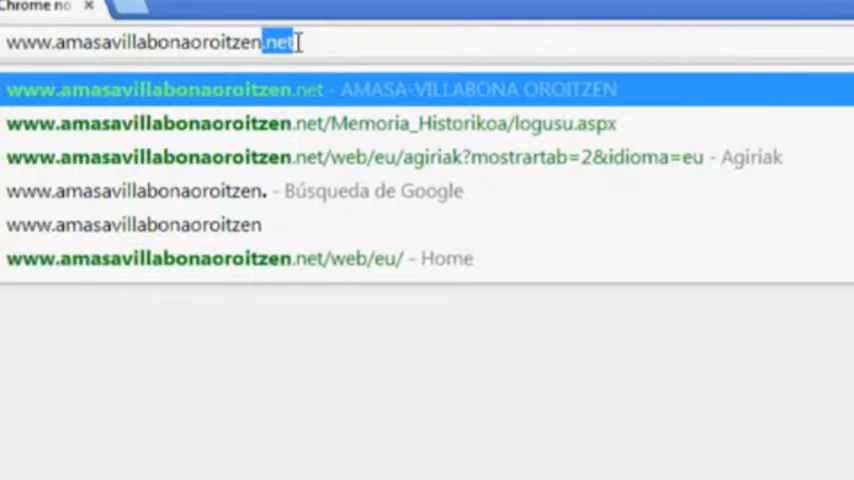 Chrome no
www.amasavillabonaoroitzen.net
www.amasavillabonaoroitzen.net - AMASA-VILLABONA OROITZEN
www.amasavillabonaoroitzen.net/Memoria_Historikoa/logusu.aspx
www.amasavillabonaoroitzen.net/web/eu/agiriak?mostrartab=2&idioma=eu - Agiriak
www.amasavillabonaoroitzen. - Búsqueda de Google
www.amasavillabonaoroitzen
www.amasavillabonaoroitzen.net/web/eu/ - Home